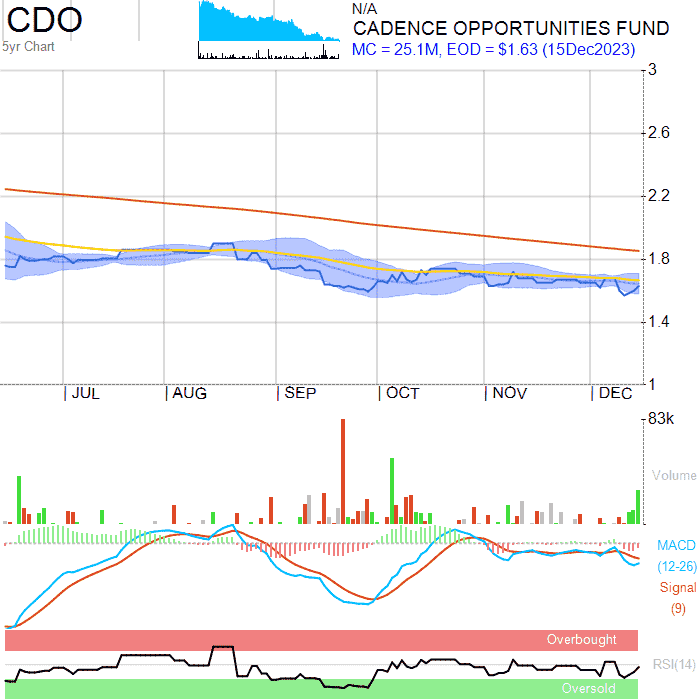 CDO
5yr Chart
N/A
CADENCE OPPORTUNITIES FUND
MC = 25.1M, EOD = $1.63 (15Dec2023)
3
2.6
2.2
1.8
1.4
1
JUL AUG SEP OCT NOV DEC
83k
Volume
MACD
(12-26)
Signal
(9)
Overbought
RSI(14)
Oversold